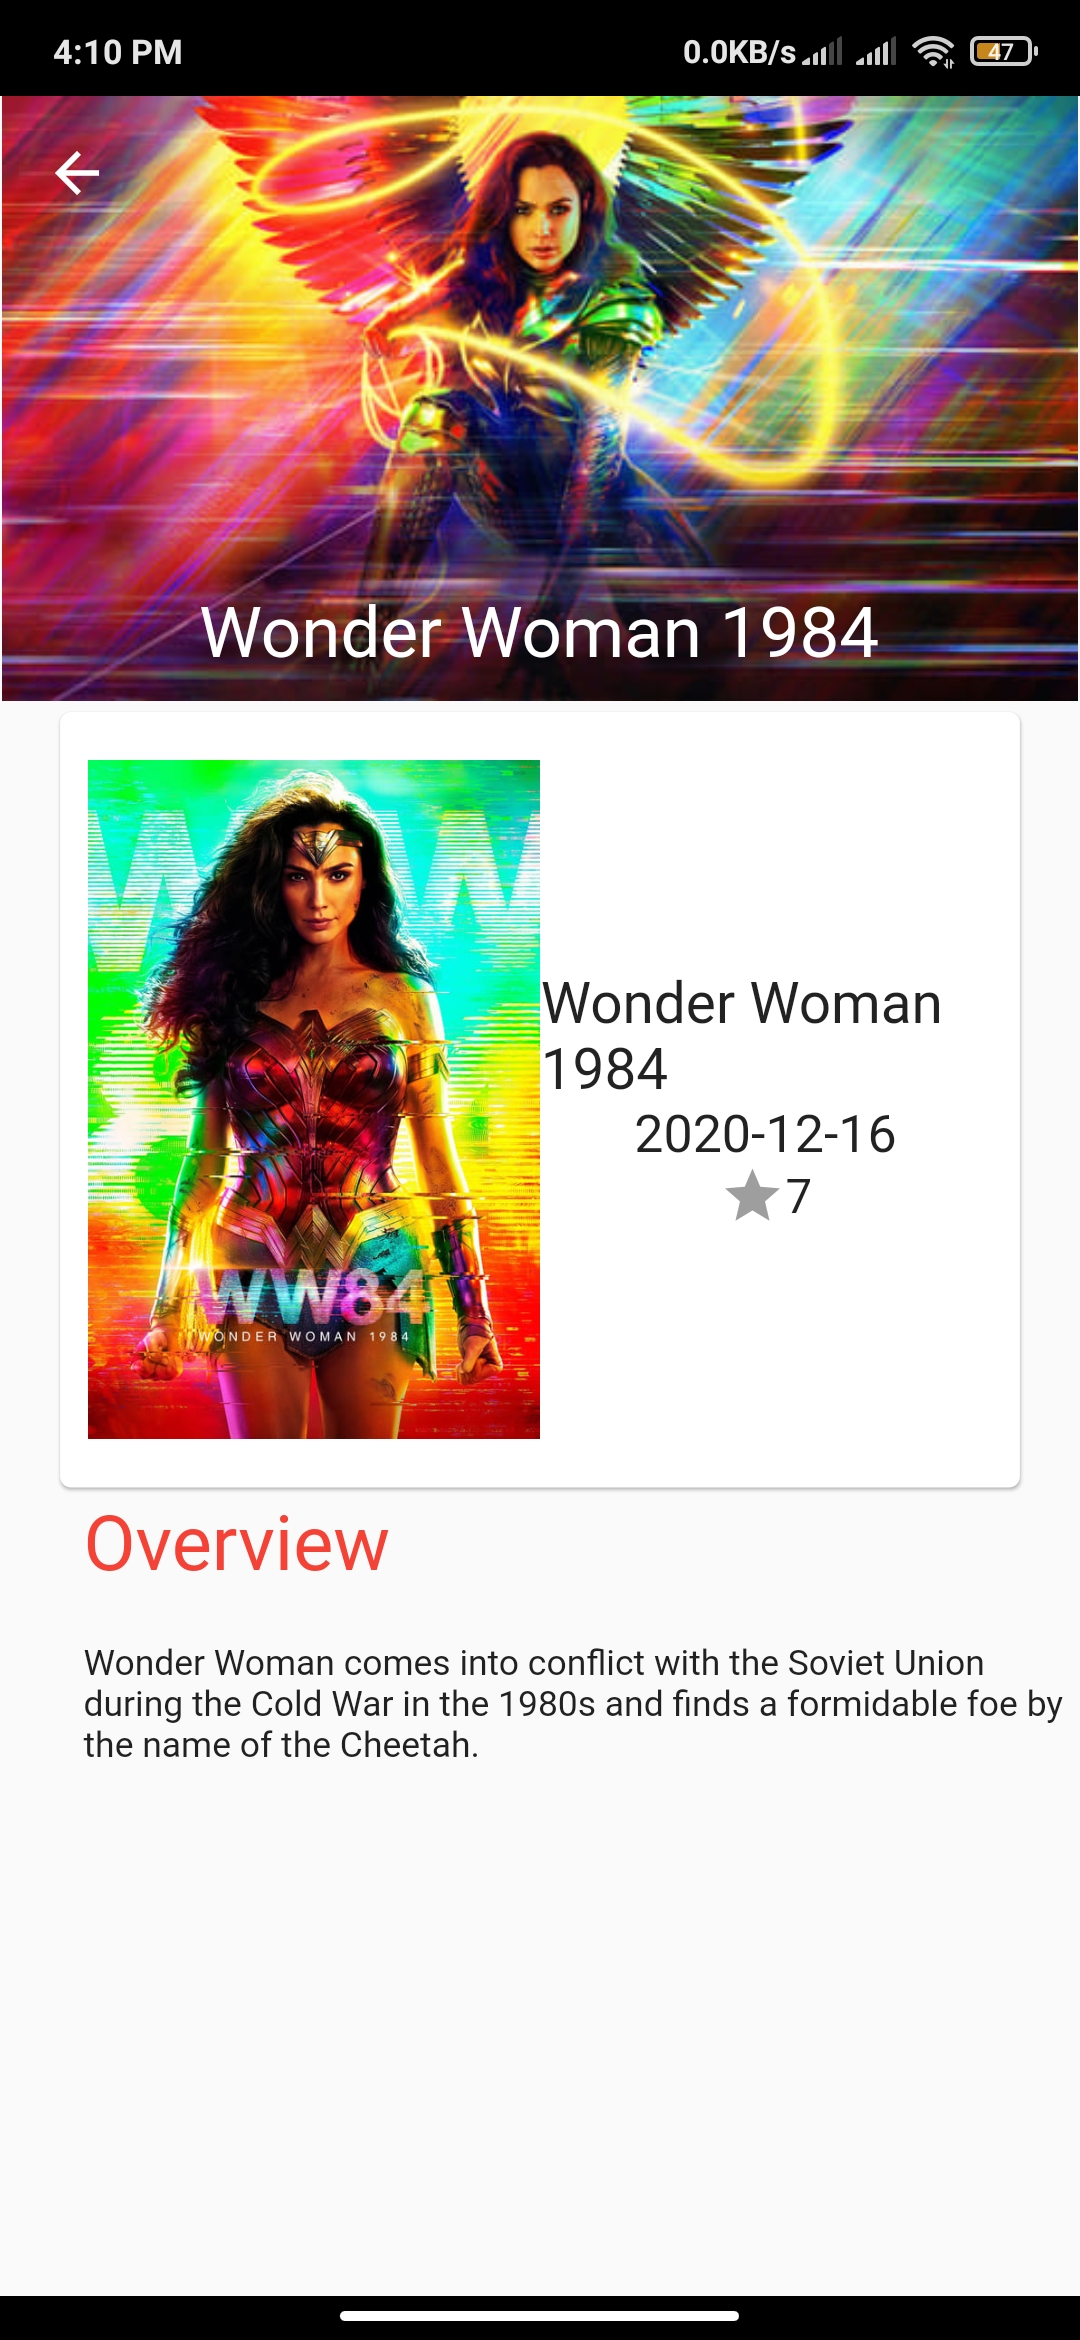 4:10 PM 0.0KB/s 47
Wonder Woman 1984
WW84
WONDER WOMAN 1984
Wonder Woman
1984
2020-12-16
7
Overview
Wonder Woman comes into conflict with the Soviet Union
during the Cold War in the 1980s and finds a formidable foe by
the name of the Cheetah.